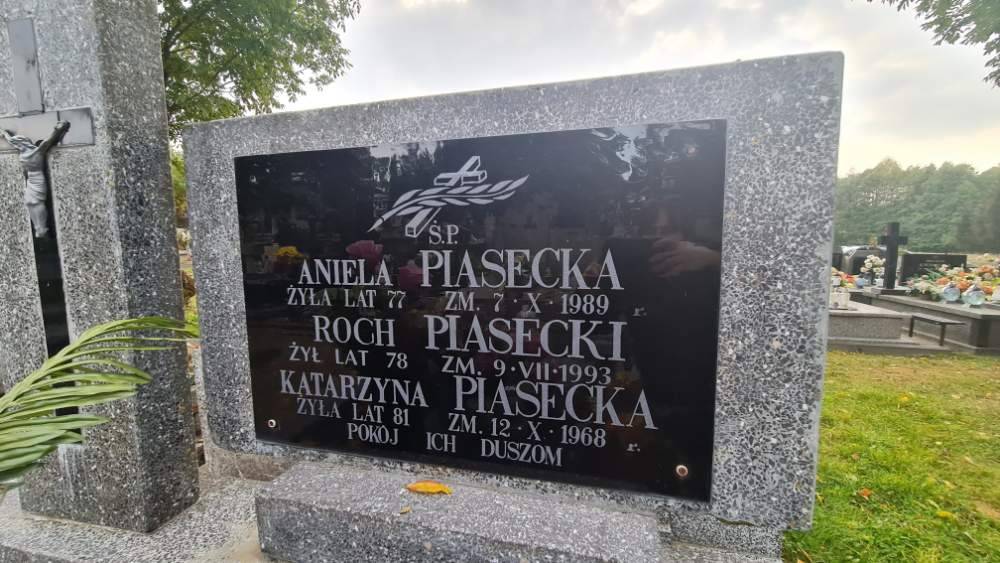 Ś.P.
ANIELA PIASECKA
ŻYŁA LAT 77 ZM. 7·X·1989 r.
ROCH PIASECKI
ŻYŁ LAT 78 ZM. 9·VII·1993
KATARZYNA PIASECKA
ŻYŁA LAT 81 ZM. 12·X·1968 r.
POKÓJ ICH DUSZOM